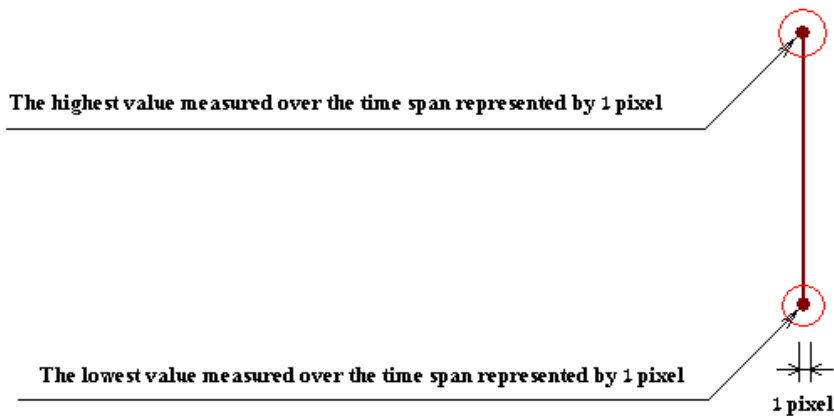 The highest value measured over the time span represented by 1 pixel
The lowest value measured over the time span represented by 1 pixel
1 pixel